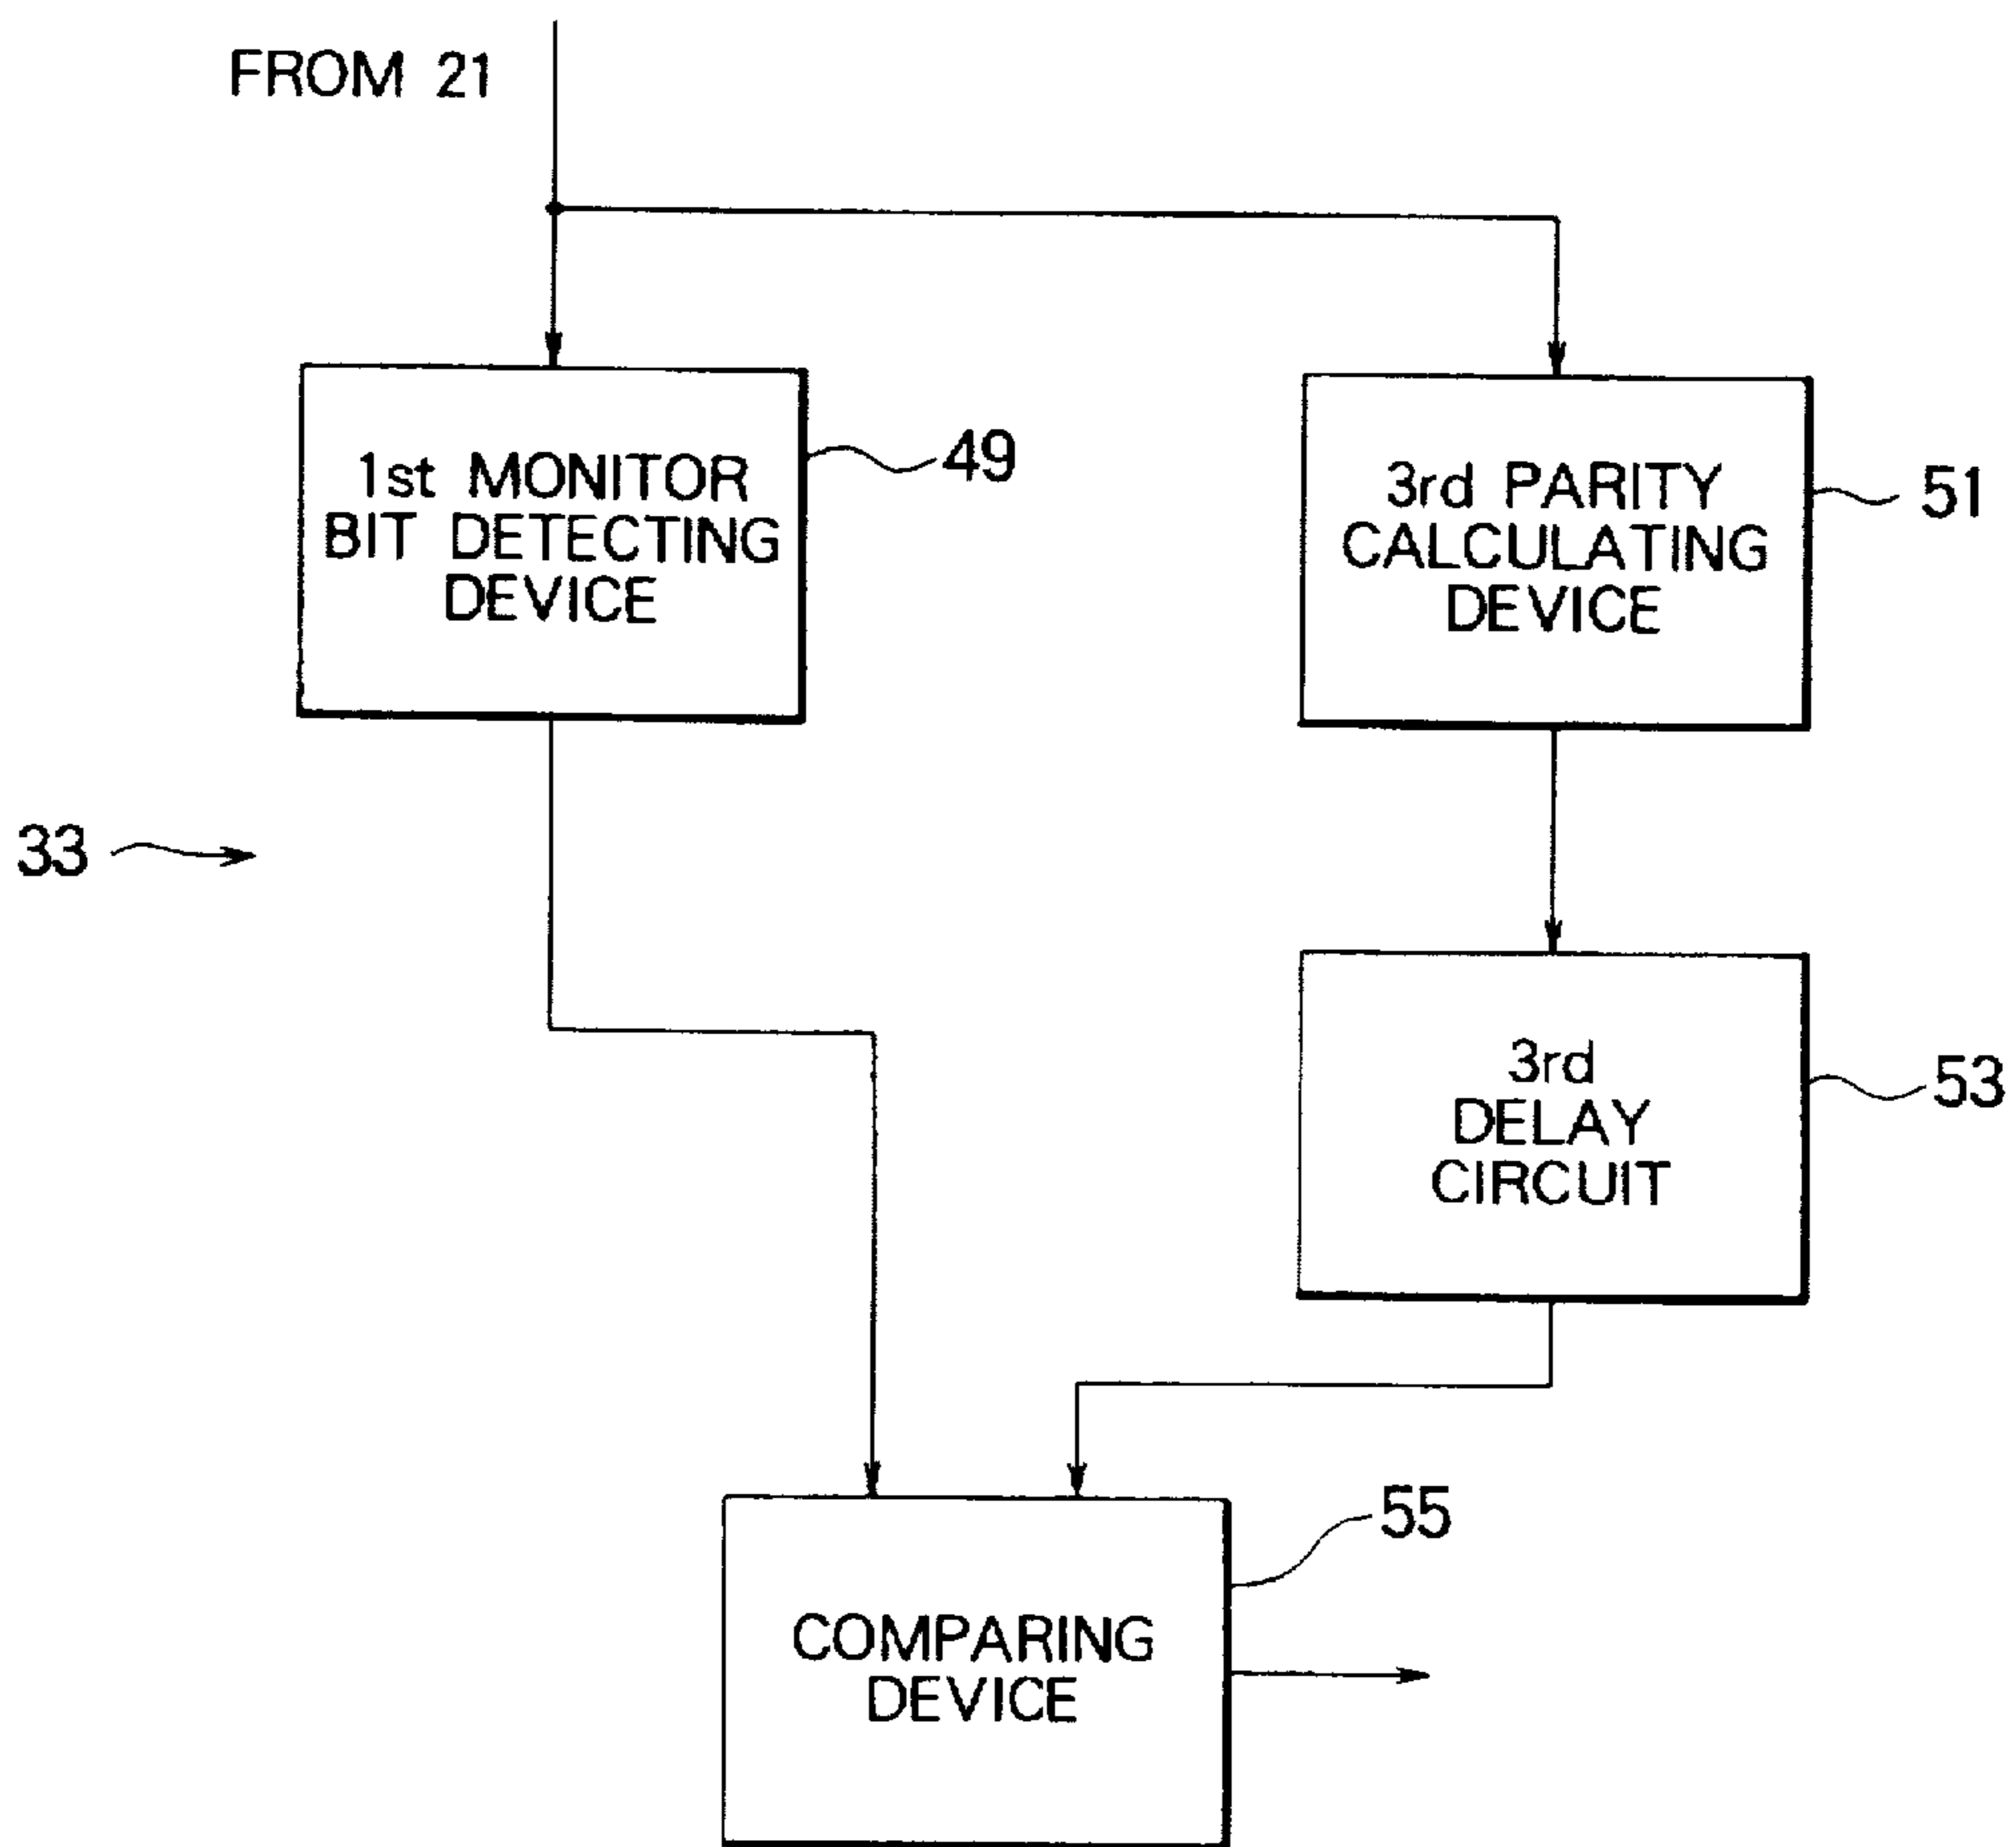 FROM 21
1st MONITOR
BIT DETECTING
DEVICE
49
3rd PARITY
CALCULATING
DEVICE
51
33
3rd
DELAY
CIRCUIT
53
55
COMPARING
DEVICE